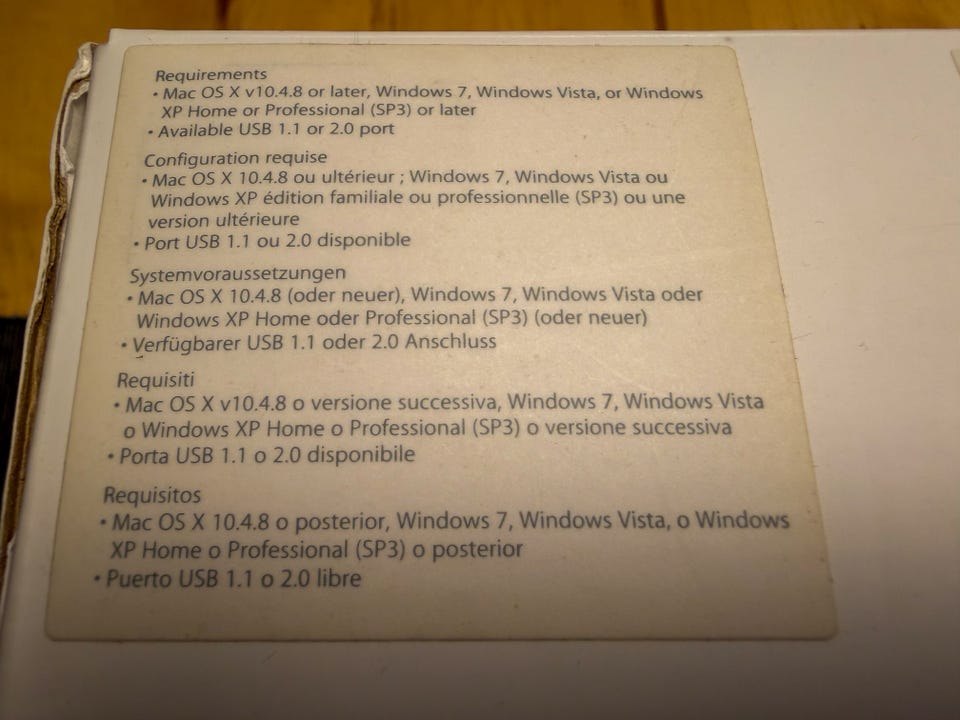 Requirements
• Mac OS X v10.4.8 or later, Windows 7, Windows Vista, or Windows
XP Home or Professional (SP3) or later
• Available USB 1.1 or 2.0 port
Configuration requise
• Mac OS X 10.4.8 ou ultérieur ; Windows 7, Windows Vista ou
Windows XP édition familiale ou professionnelle (SP3) ou une
version ultérieure
• Port USB 1.1 ou 2.0 disponible
Systemvoraussetzungen
• Mac OS X 10.4.8 (oder neuer), Windows 7, Windows Vista oder
Windows XP Home oder Professional (SP3) (oder neuer)
• Verfügbarer USB 1.1 oder 2.0 Anschluss
Requisiti
• Mac OS X v10.4.8 o versione successiva, Windows 7, Windows Vista
o Windows XP Home o Professional (SP3) o versione successiva
• Porta USB 1.1 o 2.0 disponibile
Requisitos
• Mac OS X 10.4.8 o posterior, Windows 7, Windows Vista, o Windows
XP Home o Professional (SP3) o posterior
• Puerto USB 1.1 o 2.0 libre